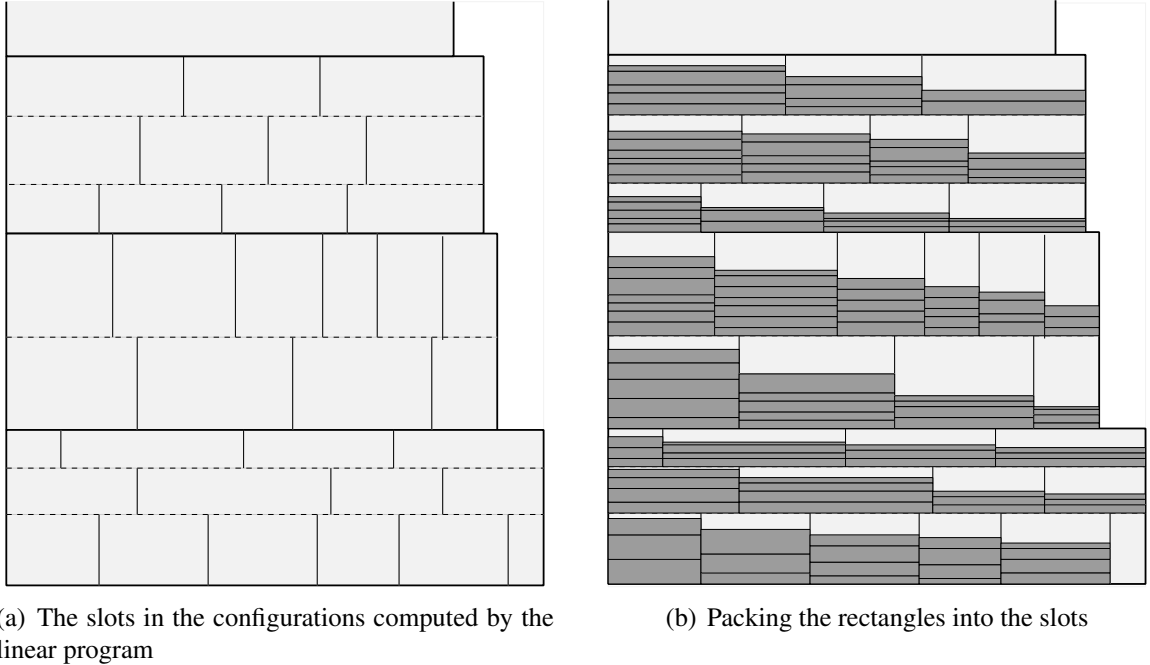 a) The slots in the configurations computed by the
linear program
(b) Packing the rectangles into the slots